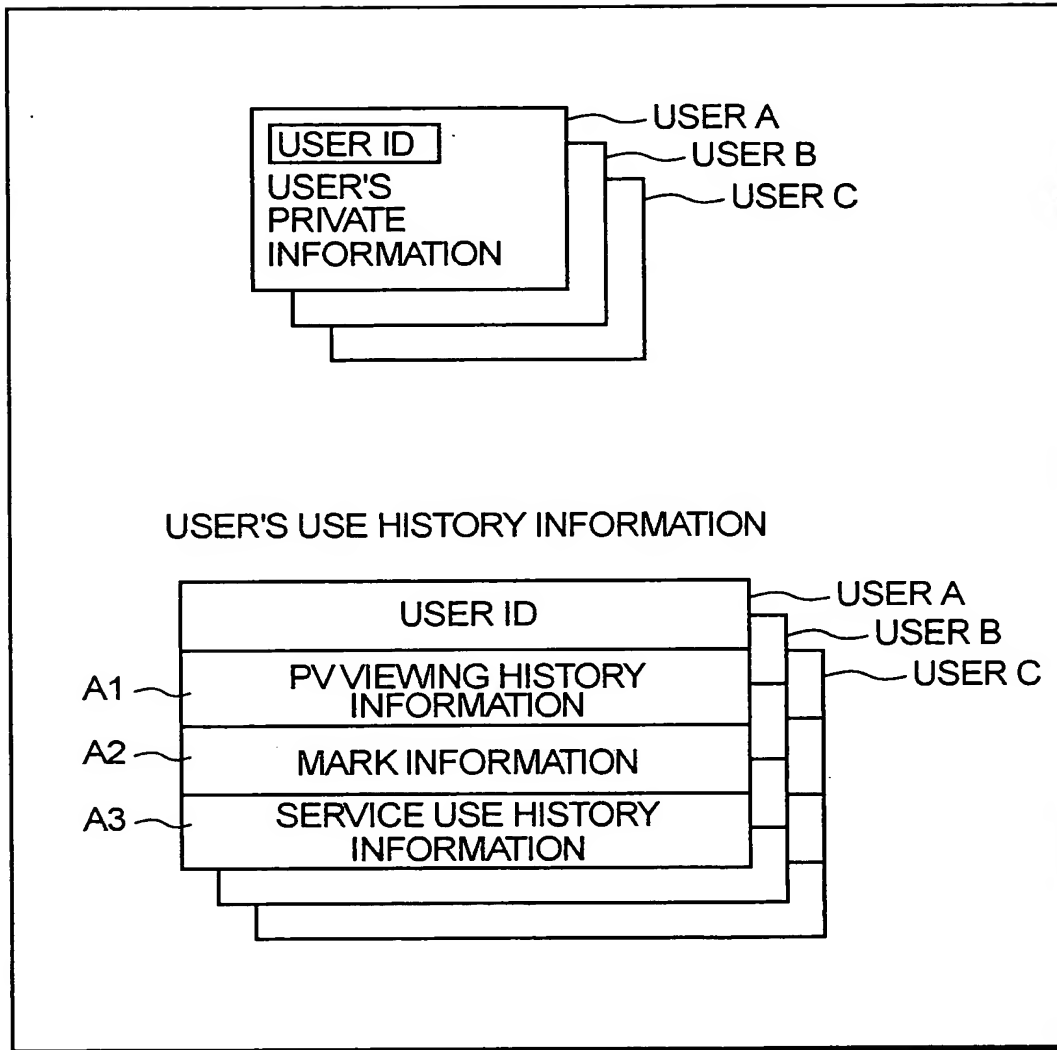 USER ID
USER'S
PRIVATE
INFORMATION
USER A
USER B
USER C
USER'S USE HISTORY INFORMATION
USER ID
USER A
USER B
USER C
A1
PV VIEWING HISTORY
INFORMATION
A2
MARK INFORMATION
A3
SERVICE USE HISTORY
INFORMATION